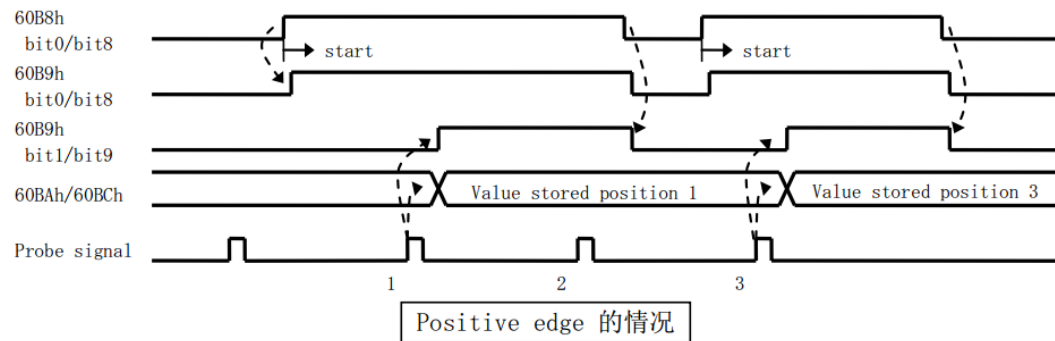 60B8h
bit0/bit8
start
start
60B9h
bit0/bit8
60B9h
bit1/bit9
60BAh/60BCh
Value stored position 1
Value stored position 3
Probe signal
1
2
3
Positive edge 的情况